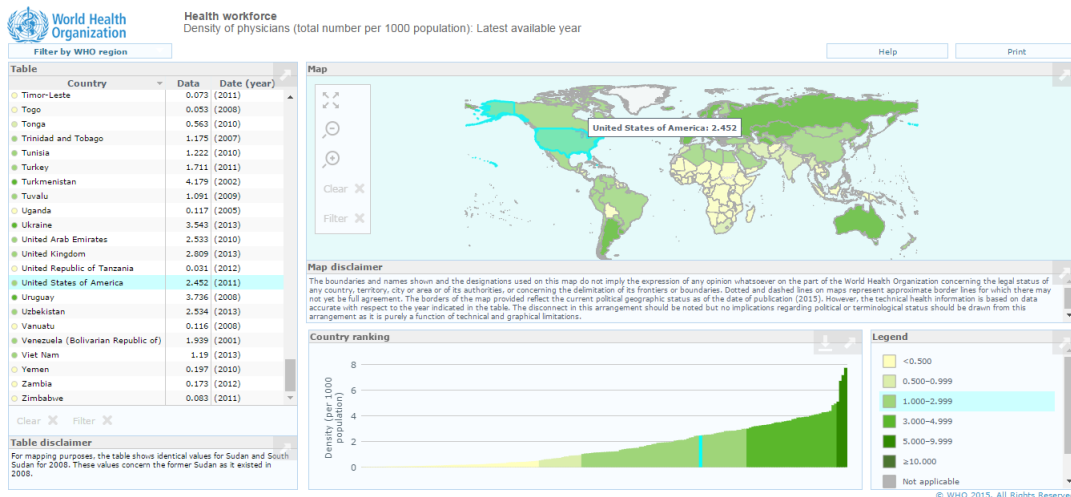 World Health
Organization
Health workforce
Density of physicians (total number per 1000 population): Latest available year
Filter by WHO region
Help
Print
Table
Country Data Date (year)
Timor-Leste 0.073 (2011)
Togo 0.053 (2008)
Tonga 0.563 (2010)
Trinidad and Tobago 1.175 (2007)
Tunisia 1.222 (2010)
Turkey 1.711 (2011)
Turkmenistan 4.179 (2002)
Tuvalu 1.091 (2009)
Uganda 0.117 (2005)
Ukraine 3.543 (2013)
United Arab Emirates 2.533 (2010)
United Kingdom 2.809 (2013)
United Republic of Tanzania 0.031 (2012)
United States of America 2.452 (2011)
Uruguay 3.736 (2008)
Uzbekistan 2.534 (2013)
Vanuatu 0.116 (2008)
Venezuela (Bolivarian Republic of) 1.939 (2001)
Viet Nam 1.19 (2013)
Yemen 0.197 (2010)
Zambia 0.173 (2012)
Zimbabwe 0.083 (2011)
Clear Filter
Table disclaimer
For mapping purposes, the table shows identical values for Sudan and South
Sudan for 2008. These values concern the former Sudan as it existed in
2008.
Map
Clear
Filter
United States of America: 2.452
Map disclaimer
The boundaries and names shown and the designations used on this map do not imply the expression of any opinion whatsoever on the part of the World Health Organization concerning the legal status of
any country, territory, city or area or of its authorities, or concerning the delimitation of its frontiers or boundaries. Dotted and dashed lines on maps represent approximate border lines for which there may
not yet be full agreement. The borders of the map provided reflect the current political geographic status as of the date of publication (2015). However, the technical health information is based on data
accurate with respect to the year indicated in the table. The disconnect in this arrangement should be noted but no implications regarding political or terminological status should be drawn from this
arrangement as it is purely a function of technical and graphical limitations.
Country ranking
Density (per 1000
population)
8
6
4
2
0
Legend
<0.500
0.500–0.999
1.000–2.999
3.000–4.999
5.000–9.999
≥10.000
Not applicable
© WHO 2015. All Rights Reserve